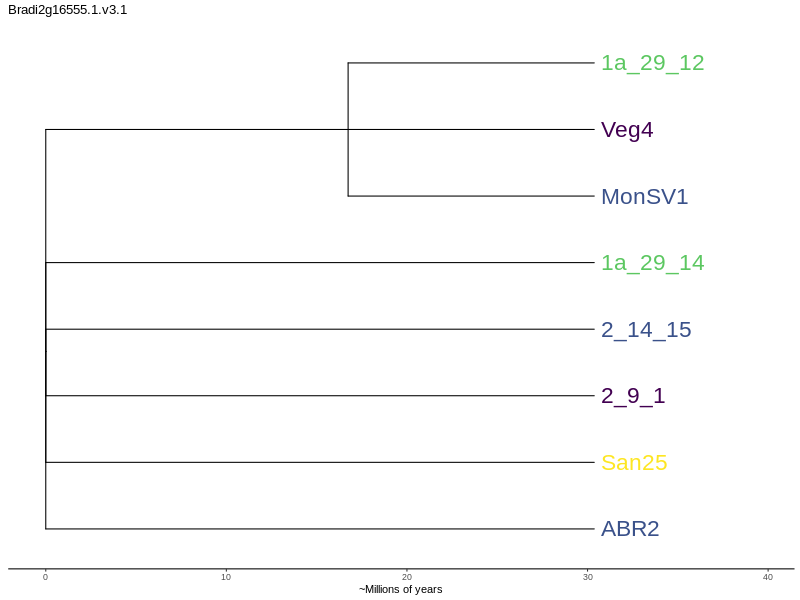 Bradi2g16555.1.v3.1
1a_29_12
Veg4
MonSV1
1a_29_14
2_14_15
2_9_1
San25
ABR2
0 10 20 30 40
~Millions of years